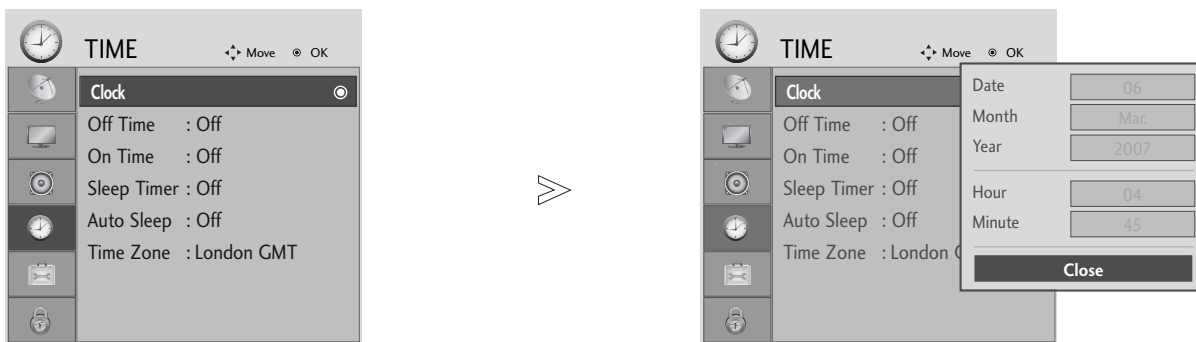 TIME Move OK
Clock
Off Time : Off
On Time : Off
Sleep Timer : Off
Auto Sleep : Off
Time Zone : London GMT
TIME Move OK
Clock
Off Time : Off
On Time : Off
Sleep Timer : Off
Auto Sleep : Off
Time Zone : London
Date 06
Month Mar.
Year 2007
Hour 04
Minute 45
Close